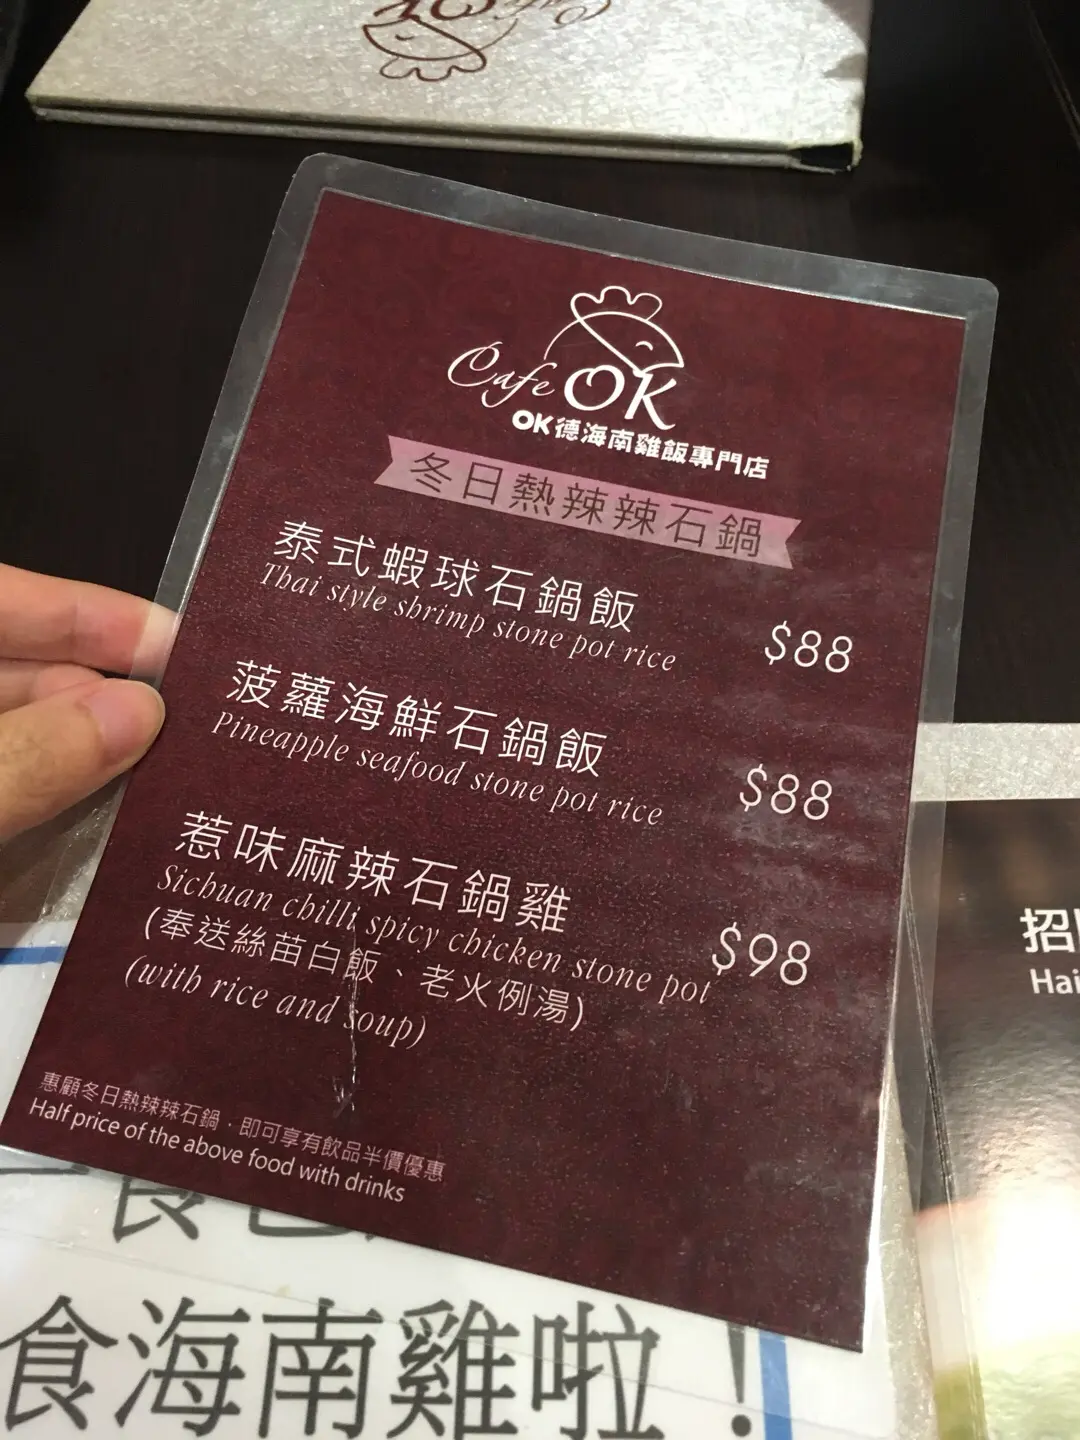 Cafe OK
OK德海南雞飯專門店
冬日熱辣辣石鍋
泰式蝦球石鍋飯
Thai style shrimp stone pot rice
$88
菠蘿海鮮石鍋飯
Pineapple seafood stone pot rice
$88
惹味麻辣石鍋雞
Sichuan chilli spicy chicken stone pot
$98
(奉送絲苗白飯、老火例湯)
(with rice and soup)
惠顧冬日熱辣辣石鍋，即可享有飲品半價優惠
Half price of the above food with drinks
招
Hai
食海南雞啦！